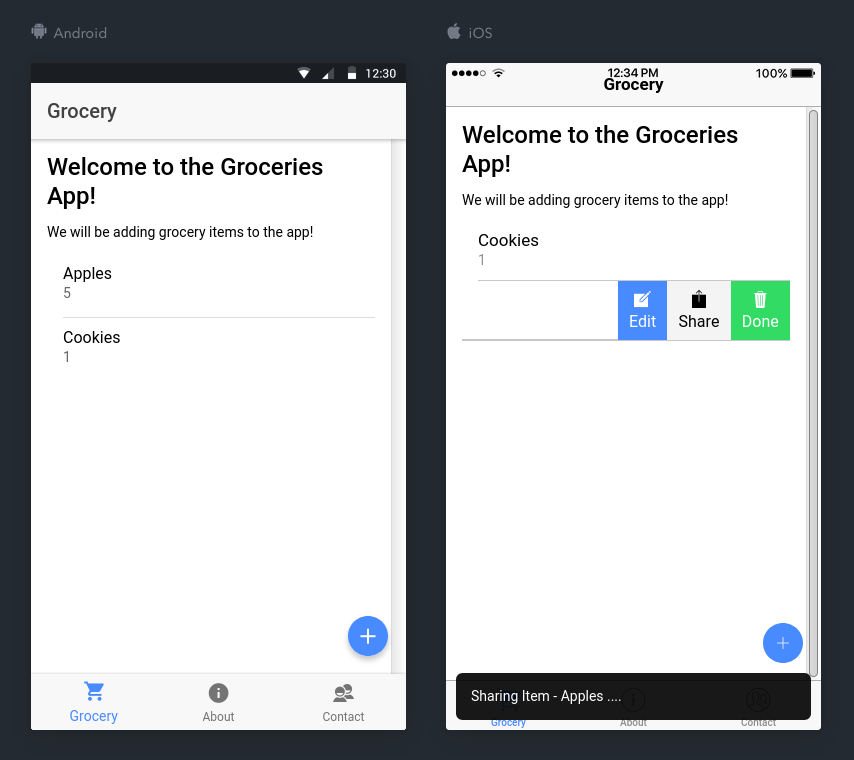 Android
12:30
Grocery
Welcome to the Groceries
App!
We will be adding grocery items to the app!
Apples
5
Cookies
1
Grocery
About
Contact
iOS
12:34 PM
100%
Grocery
Welcome to the Groceries
App!
We will be adding grocery items to the app!
Cookies
1
Edit
Share
Done
Sharing Item - Apples ....
Grocery
About
Contact